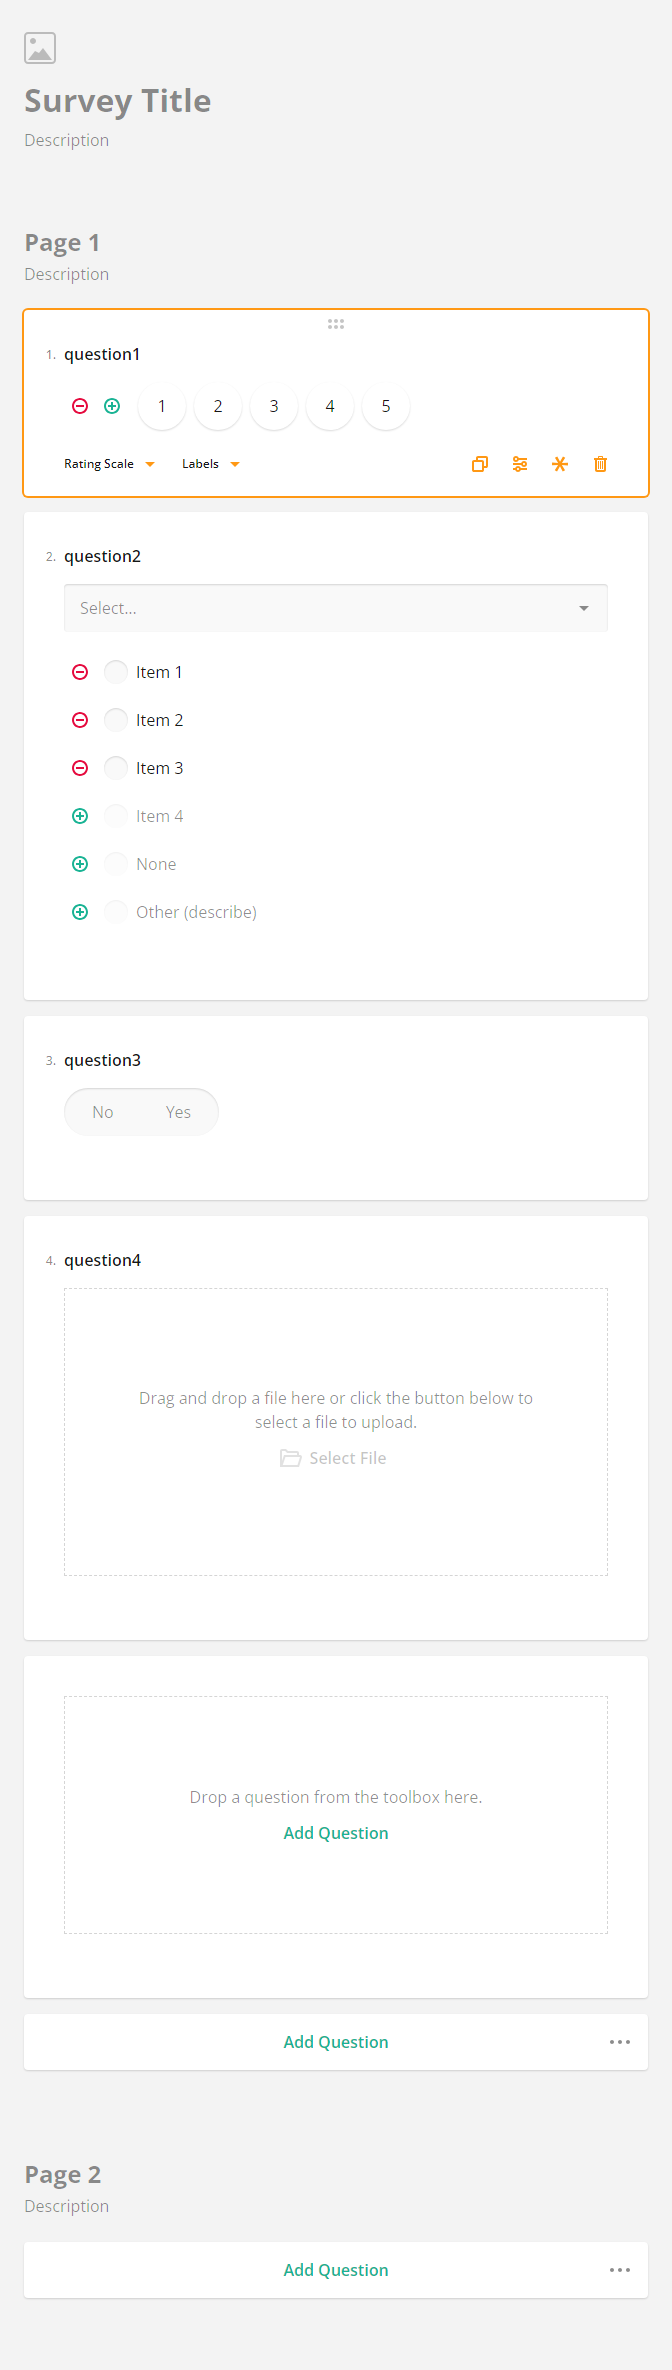 Survey Title
Description
Page 1
Description
1. question1
1 2 3 4 5
Rating Scale Labels
2. question2
Select...
Item 1
Item 2
Item 3
Item 4
None
Other (describe)
3. question3
No Yes
4. question4
Drag and drop a file here or click the button below to
select a file to upload.
Select File
Drop a question from the toolbox here.
Add Question
Add Question
Page 2
Description
Add Question